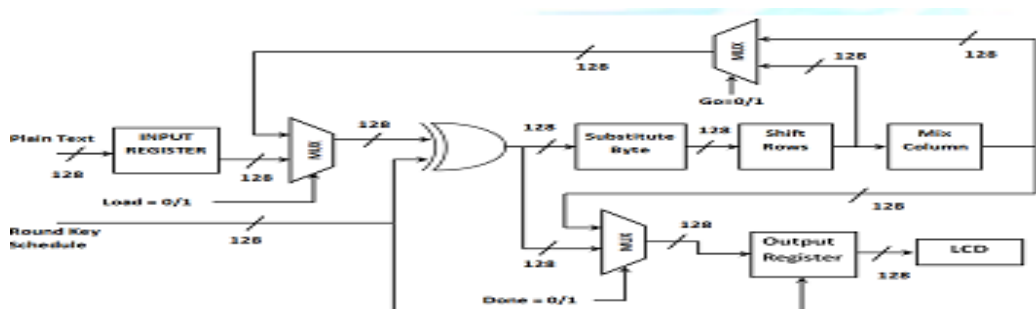 128
128
MUX
128
Go=0/1
Plain Text
128
INPUT
REGISTER
128
MUX
128
Load = 0/1
128
Substitute
Byte
128
Shift
Rows
Mix
Column
Round Key
Schedule
128
128
MUX
128
128
Done = 0/1
Output
Register
128
LCD